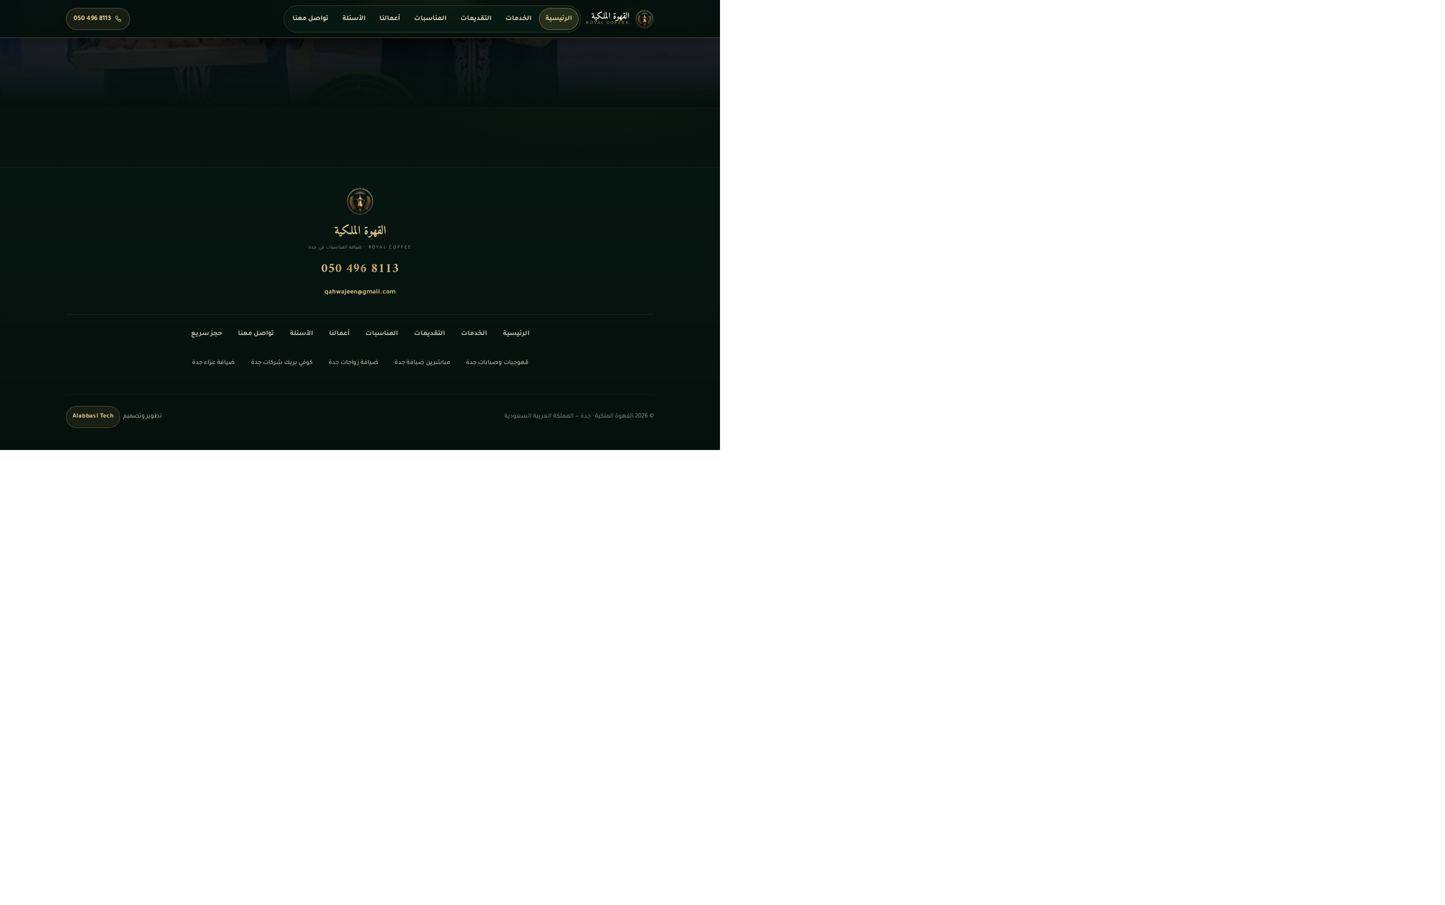 القهوة الملكية
ROYAL COFFEE
الرئيسية الخدمات التقديمات المناسبات أعمالنا الأسئلة تواصل معنا
050 496 8113
القهوة الملكية
ROYAL COFFEE · ضيافة المناسبات في جدة
050 496 8113
qahwajeen@gmail.com
الرئيسية الخدمات التقديمات المناسبات أعمالنا الأسئلة تواصل معنا حجز سريع
قهوجيات وصبابات جدة مباشرين ضيافة جدة ضيافة زواجات جدة كوفي بريك شركات جدة ضيافة عزاء جدة
© 2026 القهوة الملكية · جدة — المملكة العربية السعودية
تطوير وتصميم Alabbasi Tech